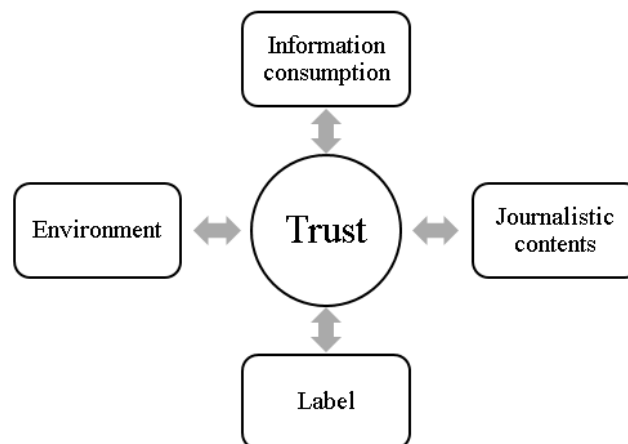 Information
consumption
Environment
Trust
Journalistic
contents
Label